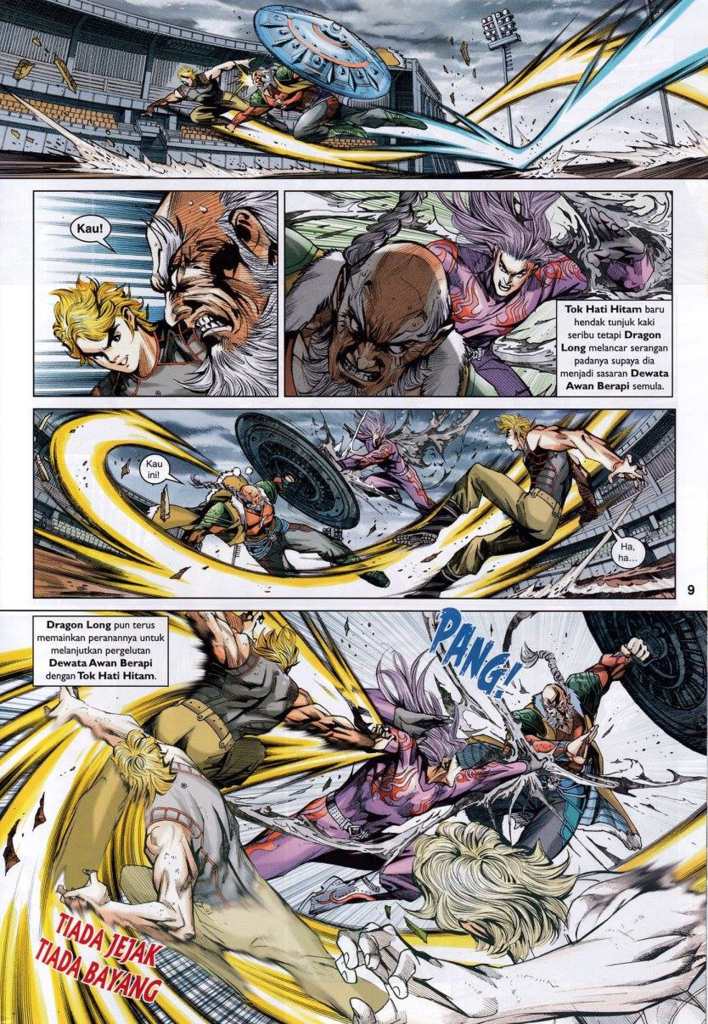 Kau!
Tok Hati Hitam baru
hendak tunjuk kaki
seribu tetapi Dragon
Long melancar serangan
padanya supaya dia
menjadi sasaran Dewata
Awan Berapi semula.
Kau
ini!
Ha,
ha...
9
Dragon Long pun terus
memainkan peranannya untuk
melanjutkan pergelutan
Dewata Awan Berapi
dengan Tok Hati Hitam.
PANG!
TIADA JEJAK
TIADA BAYANG